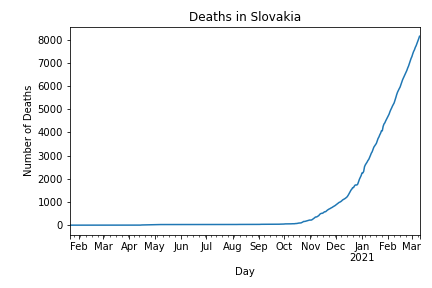 Deaths in Slovakia
Number of Deaths
8000
7000
6000
5000
4000
3000
2000
1000
0
Feb Mar Apr May Jun Jul Aug Sep Oct Nov Dec Jan Feb Mar
2021
Day